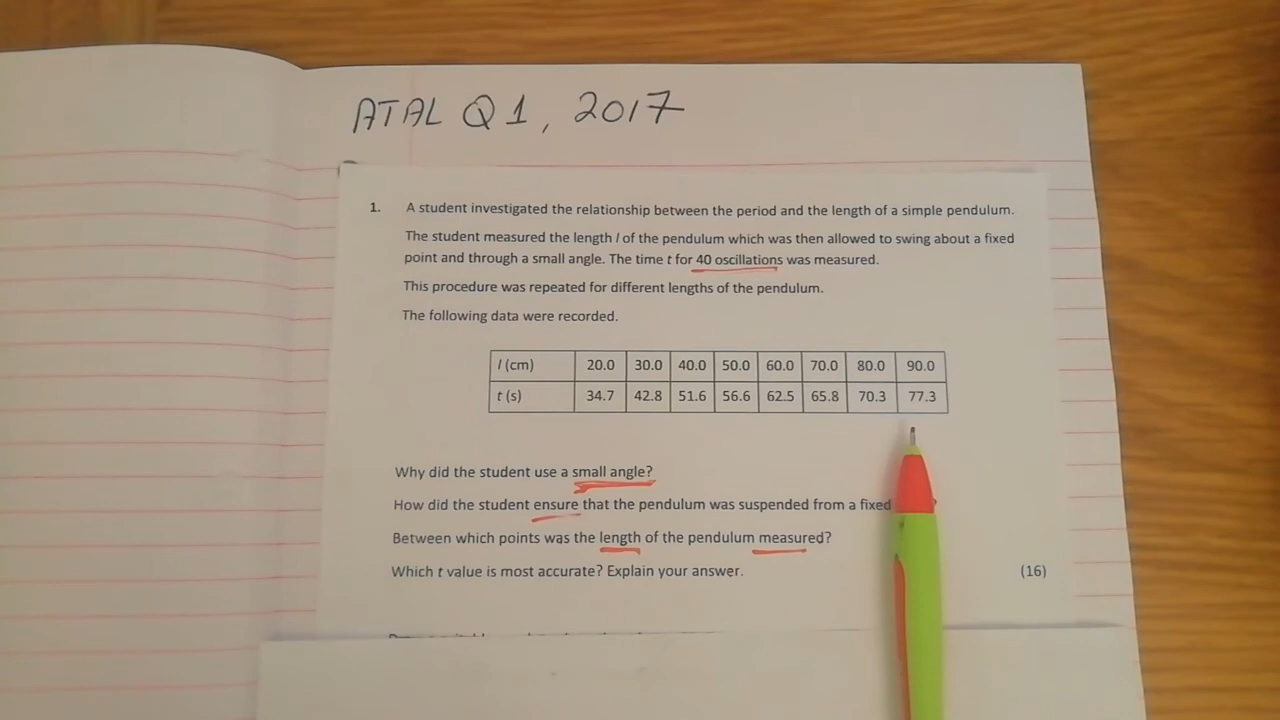 ATAL Q1, 2017
1. A student investigated the relationship between the period and the length of a simple pendulum.
The student measured the length l of the pendulum which was then allowed to swing about a fixed
point and through a small angle. The time t for 40 oscillations was measured.
This procedure was repeated for different lengths of the pendulum.
The following data were recorded.
l (cm) 20.0 30.0 40.0 50.0 60.0 70.0 80.0 90.0
t (s) 34.7 42.8 51.6 56.6 62.5 65.8 70.3 77.3
Why did the student use a small angle?
How did the student ensure that the pendulum was suspended from a fixed
Between which points was the length of the pendulum measured?
Which t value is most accurate? Explain your answer. (16)